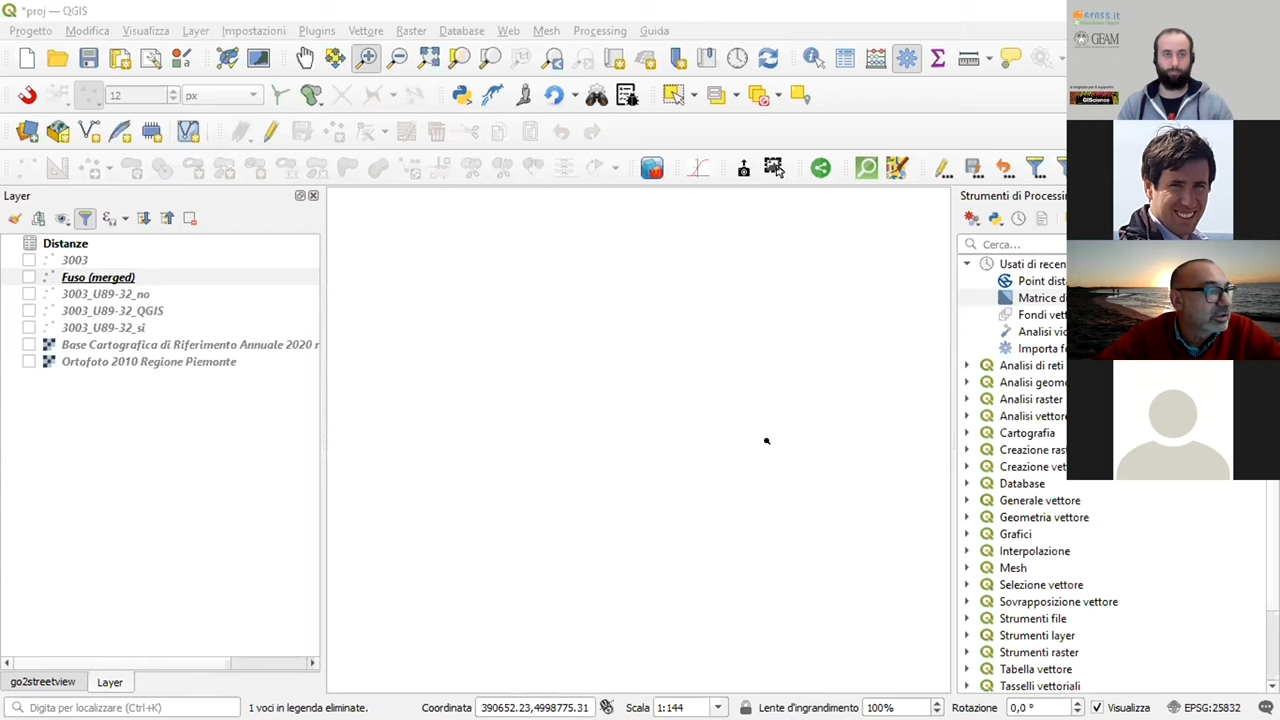 *proj — QGIS
Progetto Modifica Visualizza Layer Impostazioni Plugins Vettore Raster Database Web Mesh Processing Guida
12 px
Layer
Distanze
3003
Fuso (merged)
3003_U89-32_no
3003_U89-32_QGIS
3003_U89-32_si
Base Cartografica di Riferimento Annuale 2020 r
Ortofoto 2010 Regione Piemonte
go2streetview Layer
Strumenti di Processin
Cerca...
Usati di recen
Point dist
Matrice di
Fondi vett
Analisi vi
Importa f
Analisi di reti
Analisi geom
Analisi raster
Analisi vettore
Cartografia
Creazione ras
Creazione vet
Database
Generale vettore
Geometria vettore
Grafici
Interpolazione
Mesh
Selezione vettore
Sovrapposizione vettore
Strumenti file
Strumenti layer
Strumenti raster
Tabella vettore
Tasselli vettoriali
Digita per localizzare (Ctrl+K) 1 voci in legenda eliminate. Coordinata 390652.23,4998775.31 Scala 1:144 Lente d'ingrandimento 100% Rotazione 0,0 ° Visualizza EPSG:25832
GFOSS.it
GEAM
GIScience